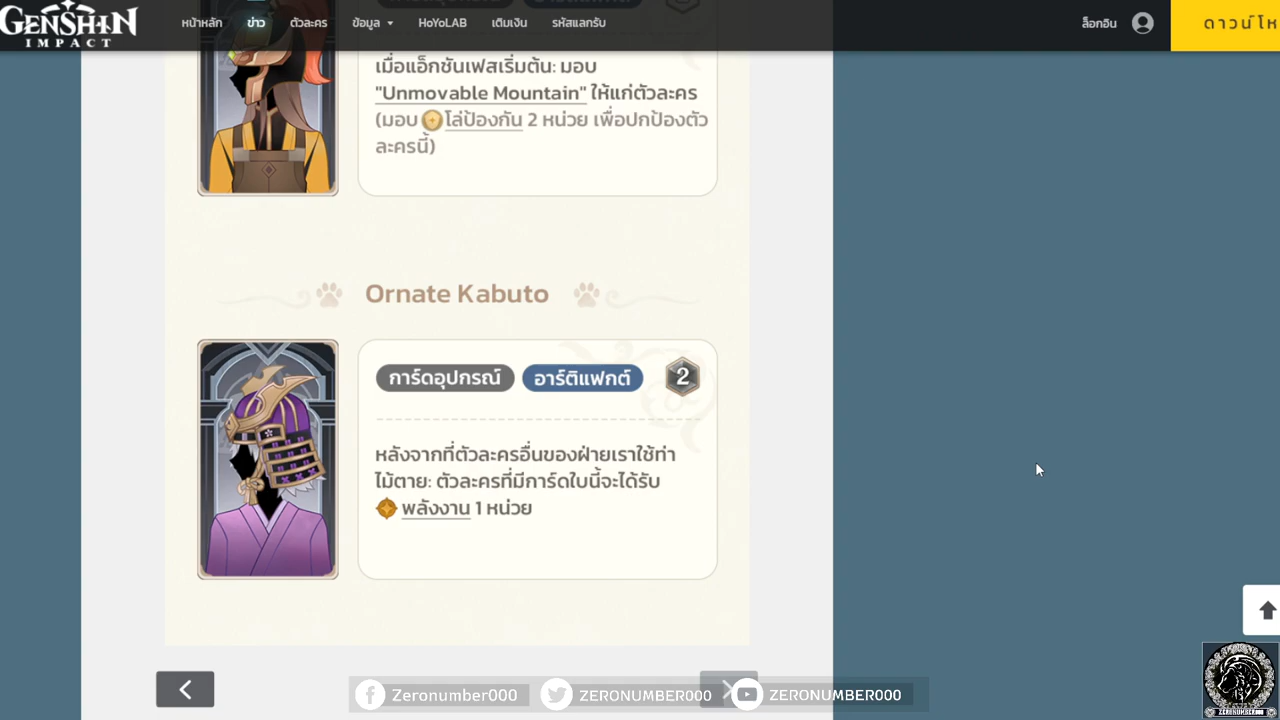 GENSHIN
IMPACT
หน้าหลัก ข่าว ตัวละคร ข้อมูล HoYoLAB เติมเงิน รหัสแลกรับ ล็อกอิน ดาวน์โห
เมื่อแอ็กชันเฟสเริ่มต้น: มอบ
"Unmovable Mountain" ให้แก่ตัวละคร
(มอบ โล่ป้องกัน 2 หน่วย เพื่อปกป้องตัว
ละครนี้)
Ornate Kabuto
การ์ดอุปกรณ์ อาร์ติแฟกต์ 2
หลังจากที่ตัวละครอื่นของฝ่ายเราใช้ท่า
ไม้ตาย: ตัวละครที่มีการ์ดใบนี้จะได้รับ
พลังงาน 1 หน่วย
Zeronumber000 ZERONUMBER000 ZERONUMBER000
ZERONUMBER000